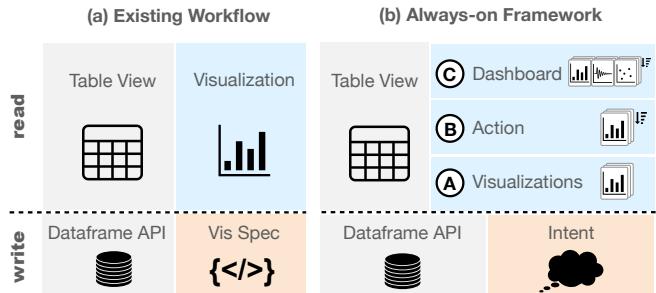 (a) Existing Workflow
(b) Always-on Framework
read
Table View
Visualization
Table View
C Dashboard
B Action
A Visualizations
write
Dataframe API
Vis Spec
{</>}
Dataframe API
Intent